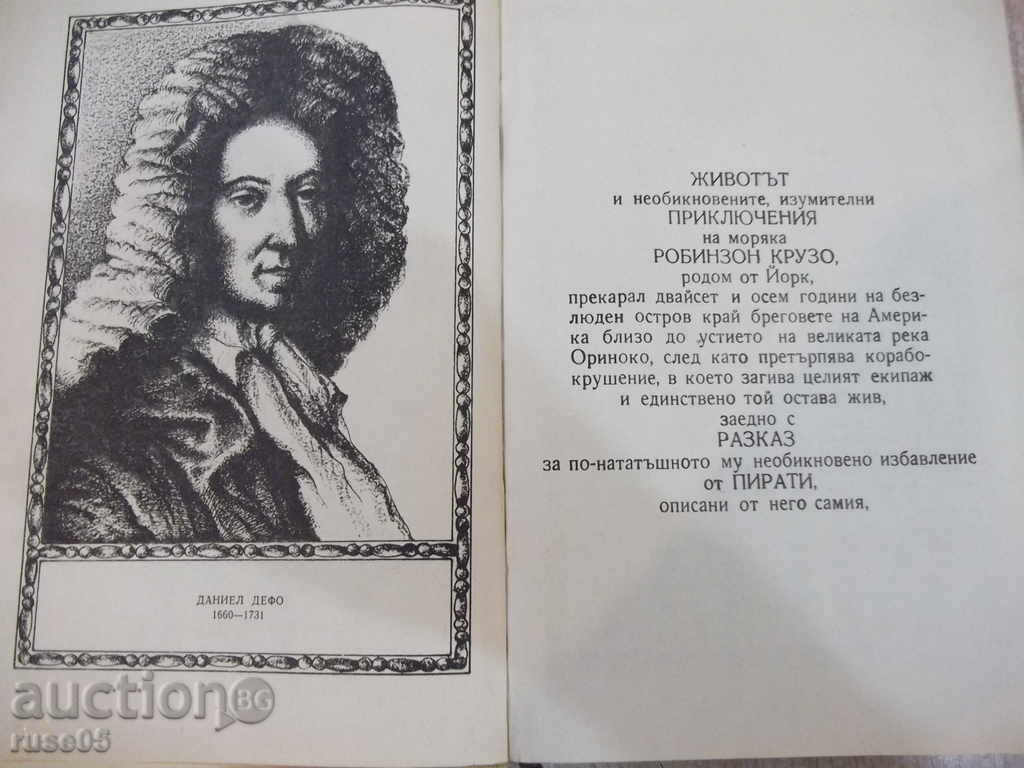 ДАНИЕЛ ДЕФО
1660—1731
ЖИВОТЪТ
и необикновените, изумителни
ПРИКЛЮЧЕНИЯ
на моряка
РОБИНЗОН КРУЗО,
родом от Йорк,
прекарал двайсет и осем години на без-
люден остров край бреговете на Амери-
ка близо до устието на великата река
Ориноко, след като претърпява корабо-
крушение, в което загива целият екипаж
и единствено той остава жив,
заедно с
РАЗКАЗ
за по-нататъшното му необикновено избавление
от ПИРАТИ,
описани от него самия,
auction BG
ruse05